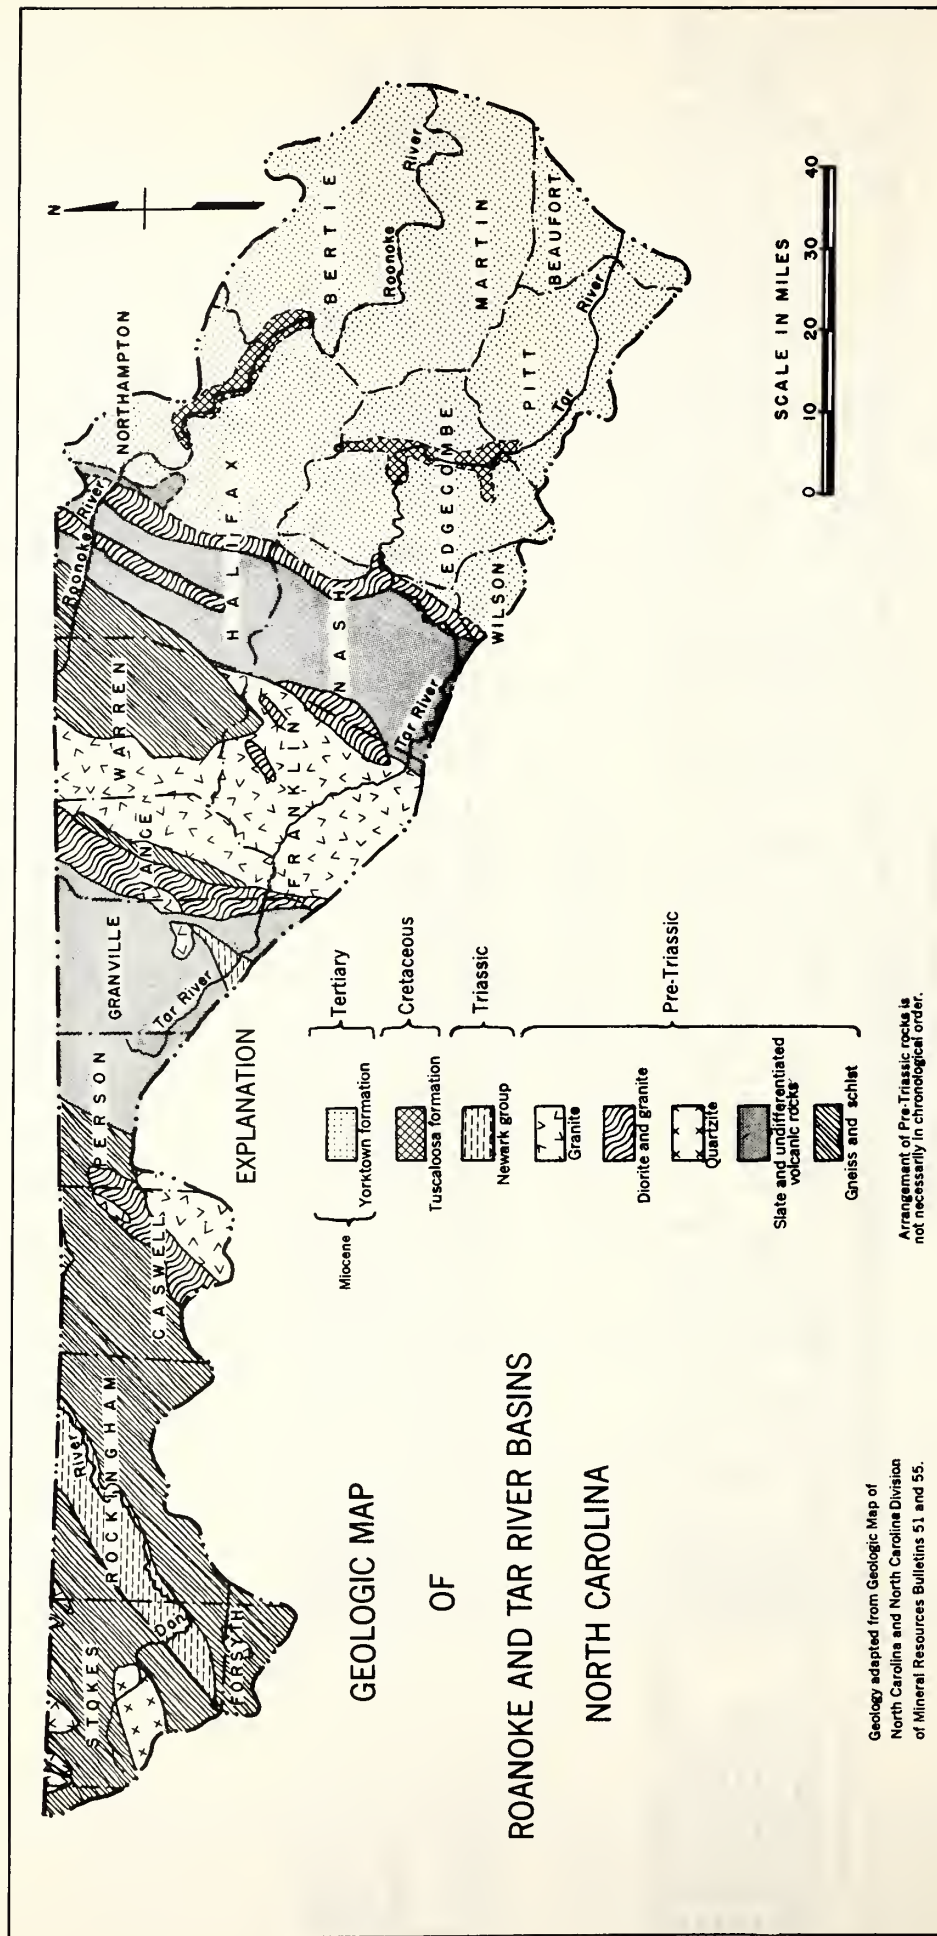 N
STOKES
FORSYTH
ROCKINGHAM
Dan
River
CASWELL
PERSON
GRANVILLE
Tar River
VANCE
WARREN
FRANKLIN
Tar River
NASH
HALIFAX
Roonoke River
NORTHAMPTON
WILSON
EDGECOMBE
BERTIE
Roonoke
River
MARTIN
PITT
Tar
River
BEAUFORT
GEOLOGIC MAP
OF
ROANOKE AND TAR RIVER BASINS
NORTH CAROLINA
EXPLANATION
Miocene
Yorktown formation
Tertiary
Tuscaloosa formation
Cretaceous
Newark group
Triassic
Granite
Diorite and granite
Quartzite
Slate and undifferentiated
volcanic rocks
Gneiss and schist
Pre-Triassic
Arrangement of Pre-Triassic rocks is
not necessarily in chronological order.
SCALE IN MILES
0 10 20 30 40
Geology adapted from Geologic Map of
North Carolina and North Carolina Division
of Mineral Resources Bulletins 51 and 55.